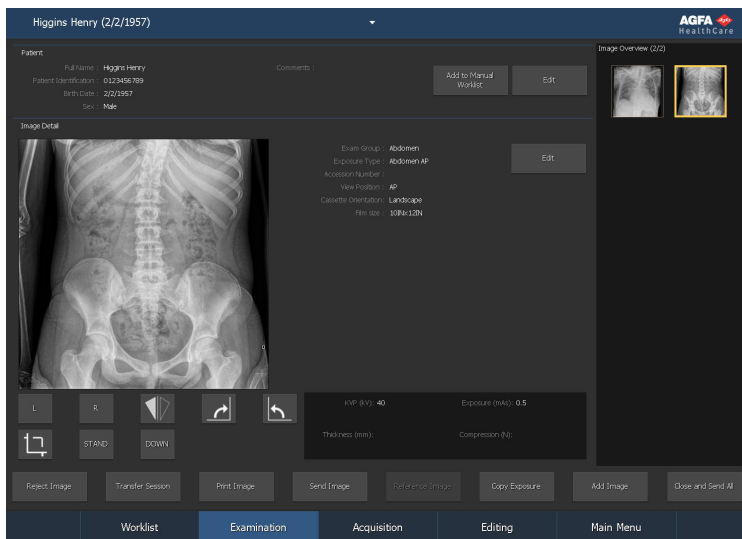 Higgins Henry (2/2/1957)
AGFA
HealthCare
Patient
Full Name : Higgins Henry
Comments :
Patient Identification : 0123456789
Birth Date : 2/2/1957
Sex : Male
Add to Manual
Worklist
Edit
Image Overview (2/2)
Image Detail
Exam Group : Abdomen
Exposure Type : Abdomen AP
Accession Number :
View Position : AP
Cassette Orientation: Landscape
Film size : 10INx12IN
Edit
L
R
STAND
DOWN
KVP (kV): 40
Exposure (mAs): 0.5
Thickness (mm):
Compression (N):
Reject Image
Transfer Session
Print Image
Send Image
Reference Image
Copy Exposure
Add Image
Close and Send All
Worklist
Examination
Acquisition
Editing
Main Menu